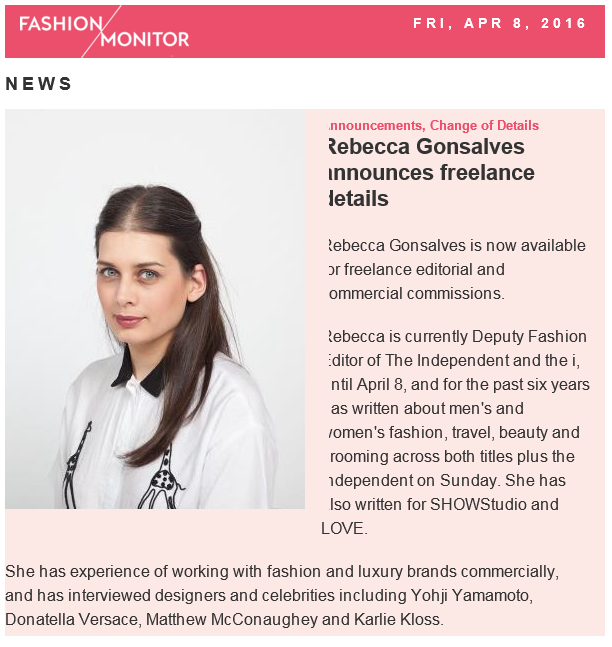 FASHION
MONITOR
FRI, APR 8, 2016
NEWS
nnouncements, Change of Details
Rebecca Gonsalves
announces freelance
details
Rebecca Gonsalves is now available
or freelance editorial and
ommercial commissions.
Rebecca is currently Deputy Fashion
Editor of The Independent and the i,
ntil April 8, and for the past six years
as written about men's and
women's fashion, travel, beauty and
rooming across both titles plus the
ndependent on Sunday. She has
lso written for SHOWStudio and
LOVE.
She has experience of working with fashion and luxury brands commercially,
and has interviewed designers and celebrities including Yohji Yamamoto,
Donatella Versace, Matthew McConaughey and Karlie Kloss.